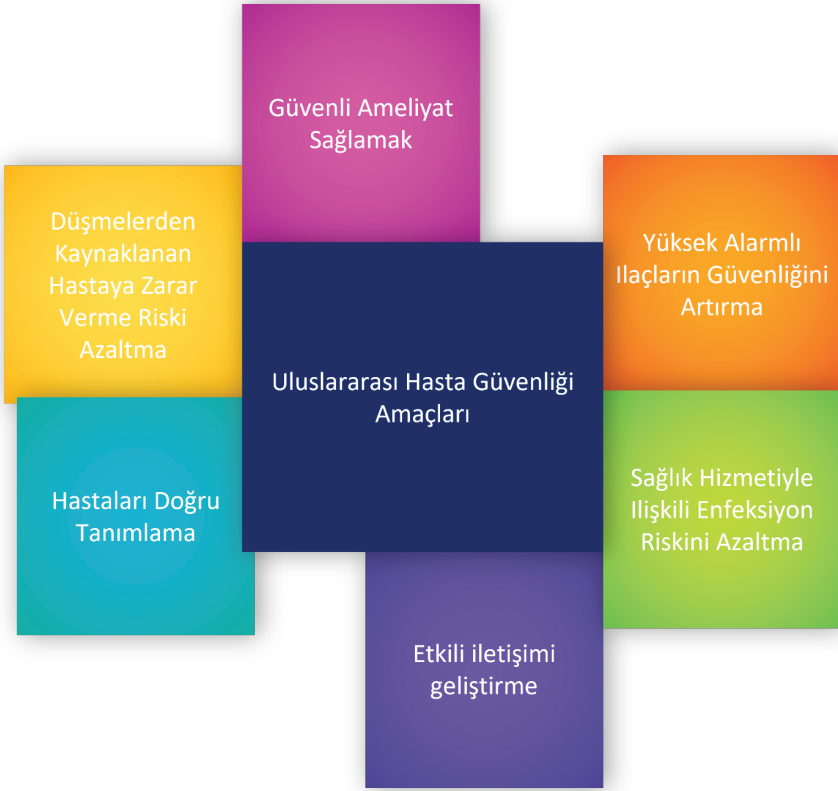 Güvenli Ameliyat
Sağlamak
Düşmelerden
Kaynaklanan
Hastaya Zarar
Verme Riski
Azaltma
Yüksek Alarmlı
Ilaçların Güvenliğini
Artırma
Uluslararası Hasta Güvenliği
Amaçları
Hastaları Doğru
Tanımlama
Sağlık Hizmetiyle
Ilişkili Enfeksiyon
Riskini Azaltma
Etkili iletişimi
geliştirme